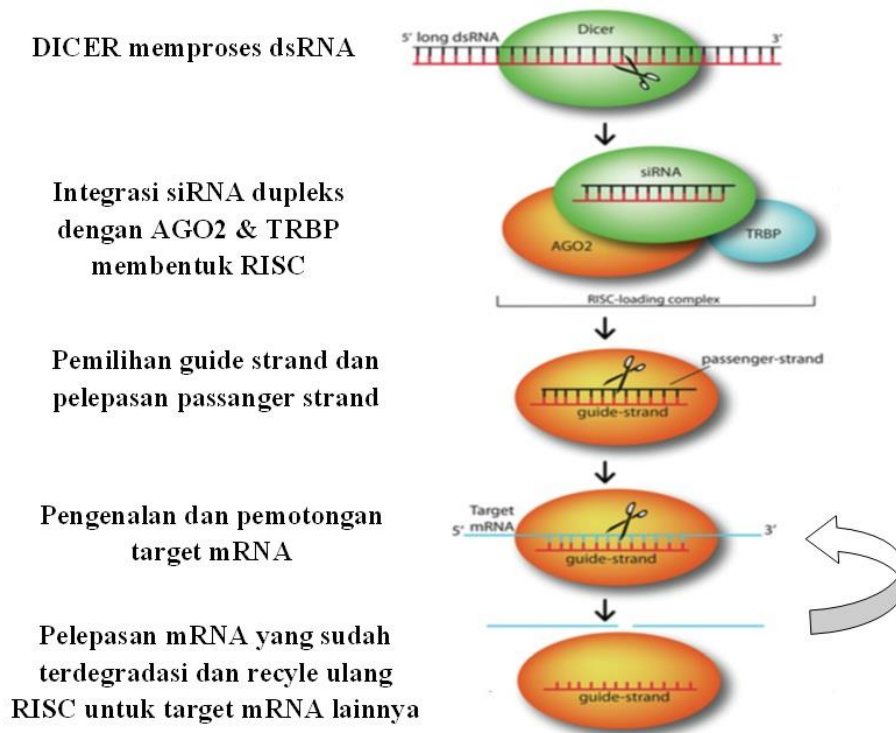 DICER memproses dsRNA
5' long dsRNA
Dicer
3'
Integrasi siRNA dupleks
dengan AGO2 & TRBP
membentuk RISC
siRNA
AGO2
TRBP
RISC-loading complex
Pemilihan guide strand dan
pelepasan passanger strand
passenger-strand
guide-strand
Pengenalan dan pemotongan
target mRNA
Target
mRNA
5'
3'
guide-strand
Pelepasan mRNA yang sudah
terdegradasi dan recyle ulang
RISC untuk target mRNA lainnya
guide-strand